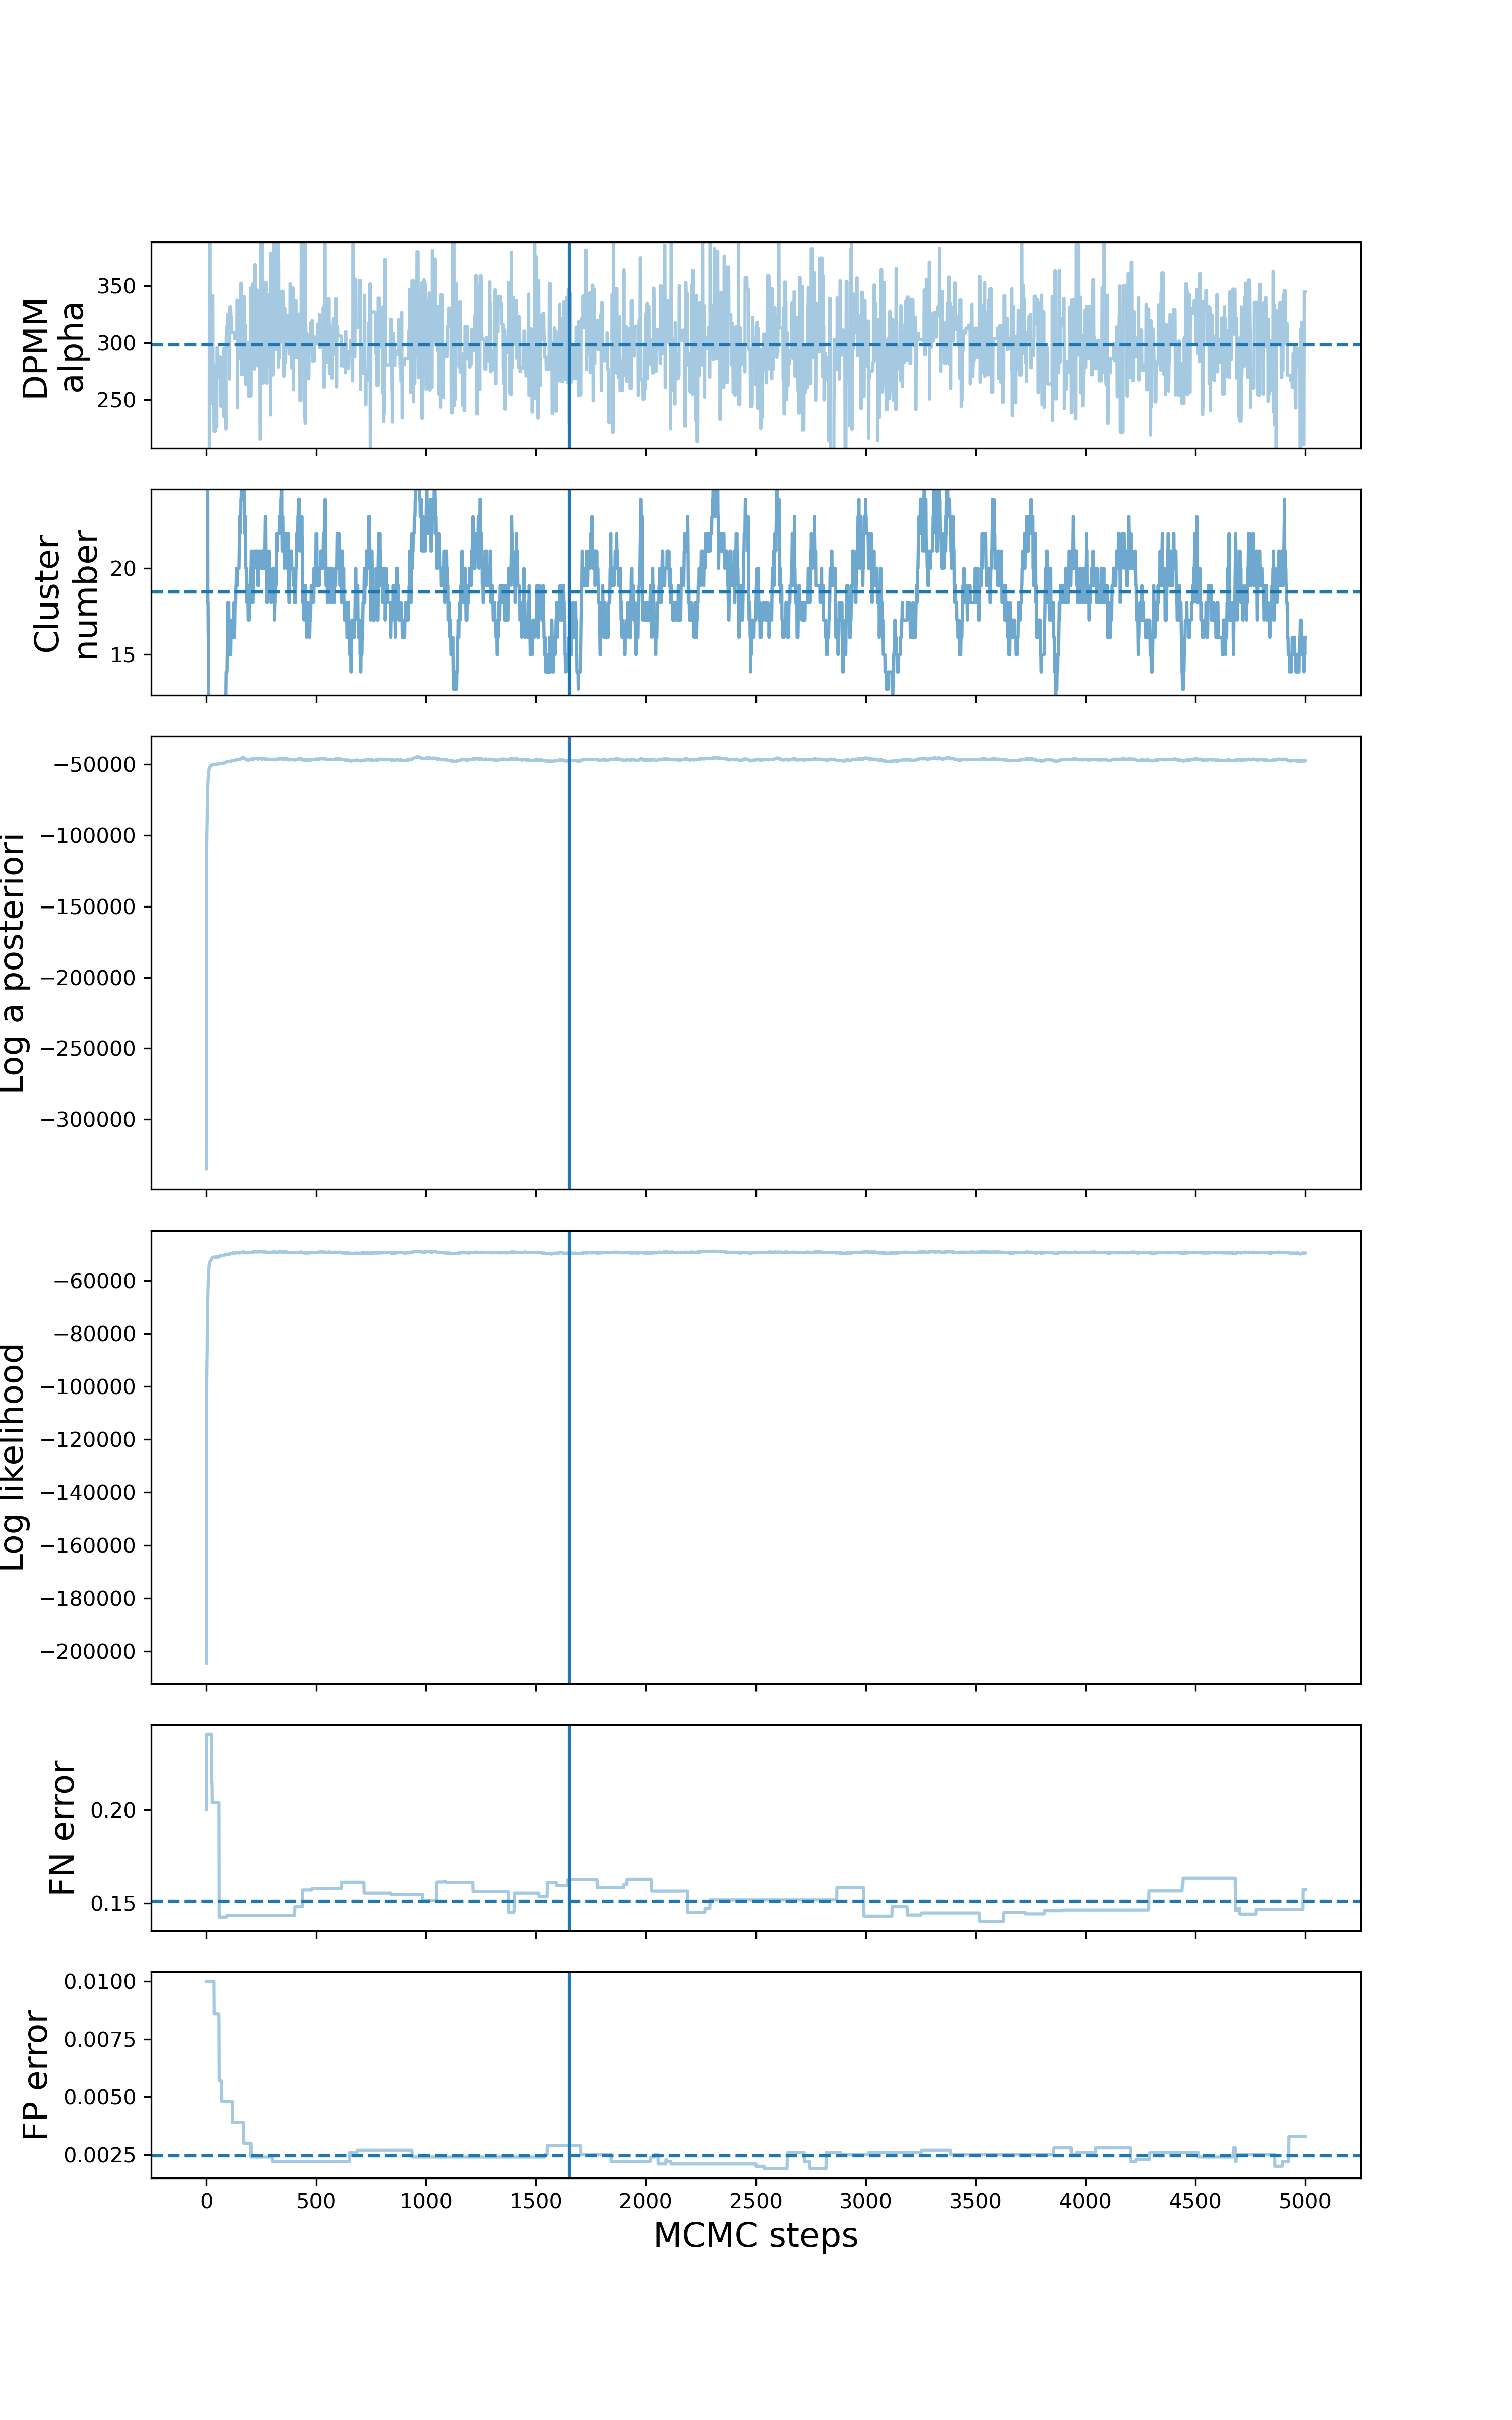 DPMM
alpha
350
300
250
Cluster
number
20
15
Log a posteriori
−50000
−100000
−150000
−200000
−250000
−300000
Log likelihood
−60000
−80000
−100000
−120000
−140000
−160000
−180000
−200000
FN error
0.20
0.15
FP error
0.0100
0.0075
0.0050
0.0025
0 500 1000 1500 2000 2500 3000 3500 4000 4500 5000
MCMC steps